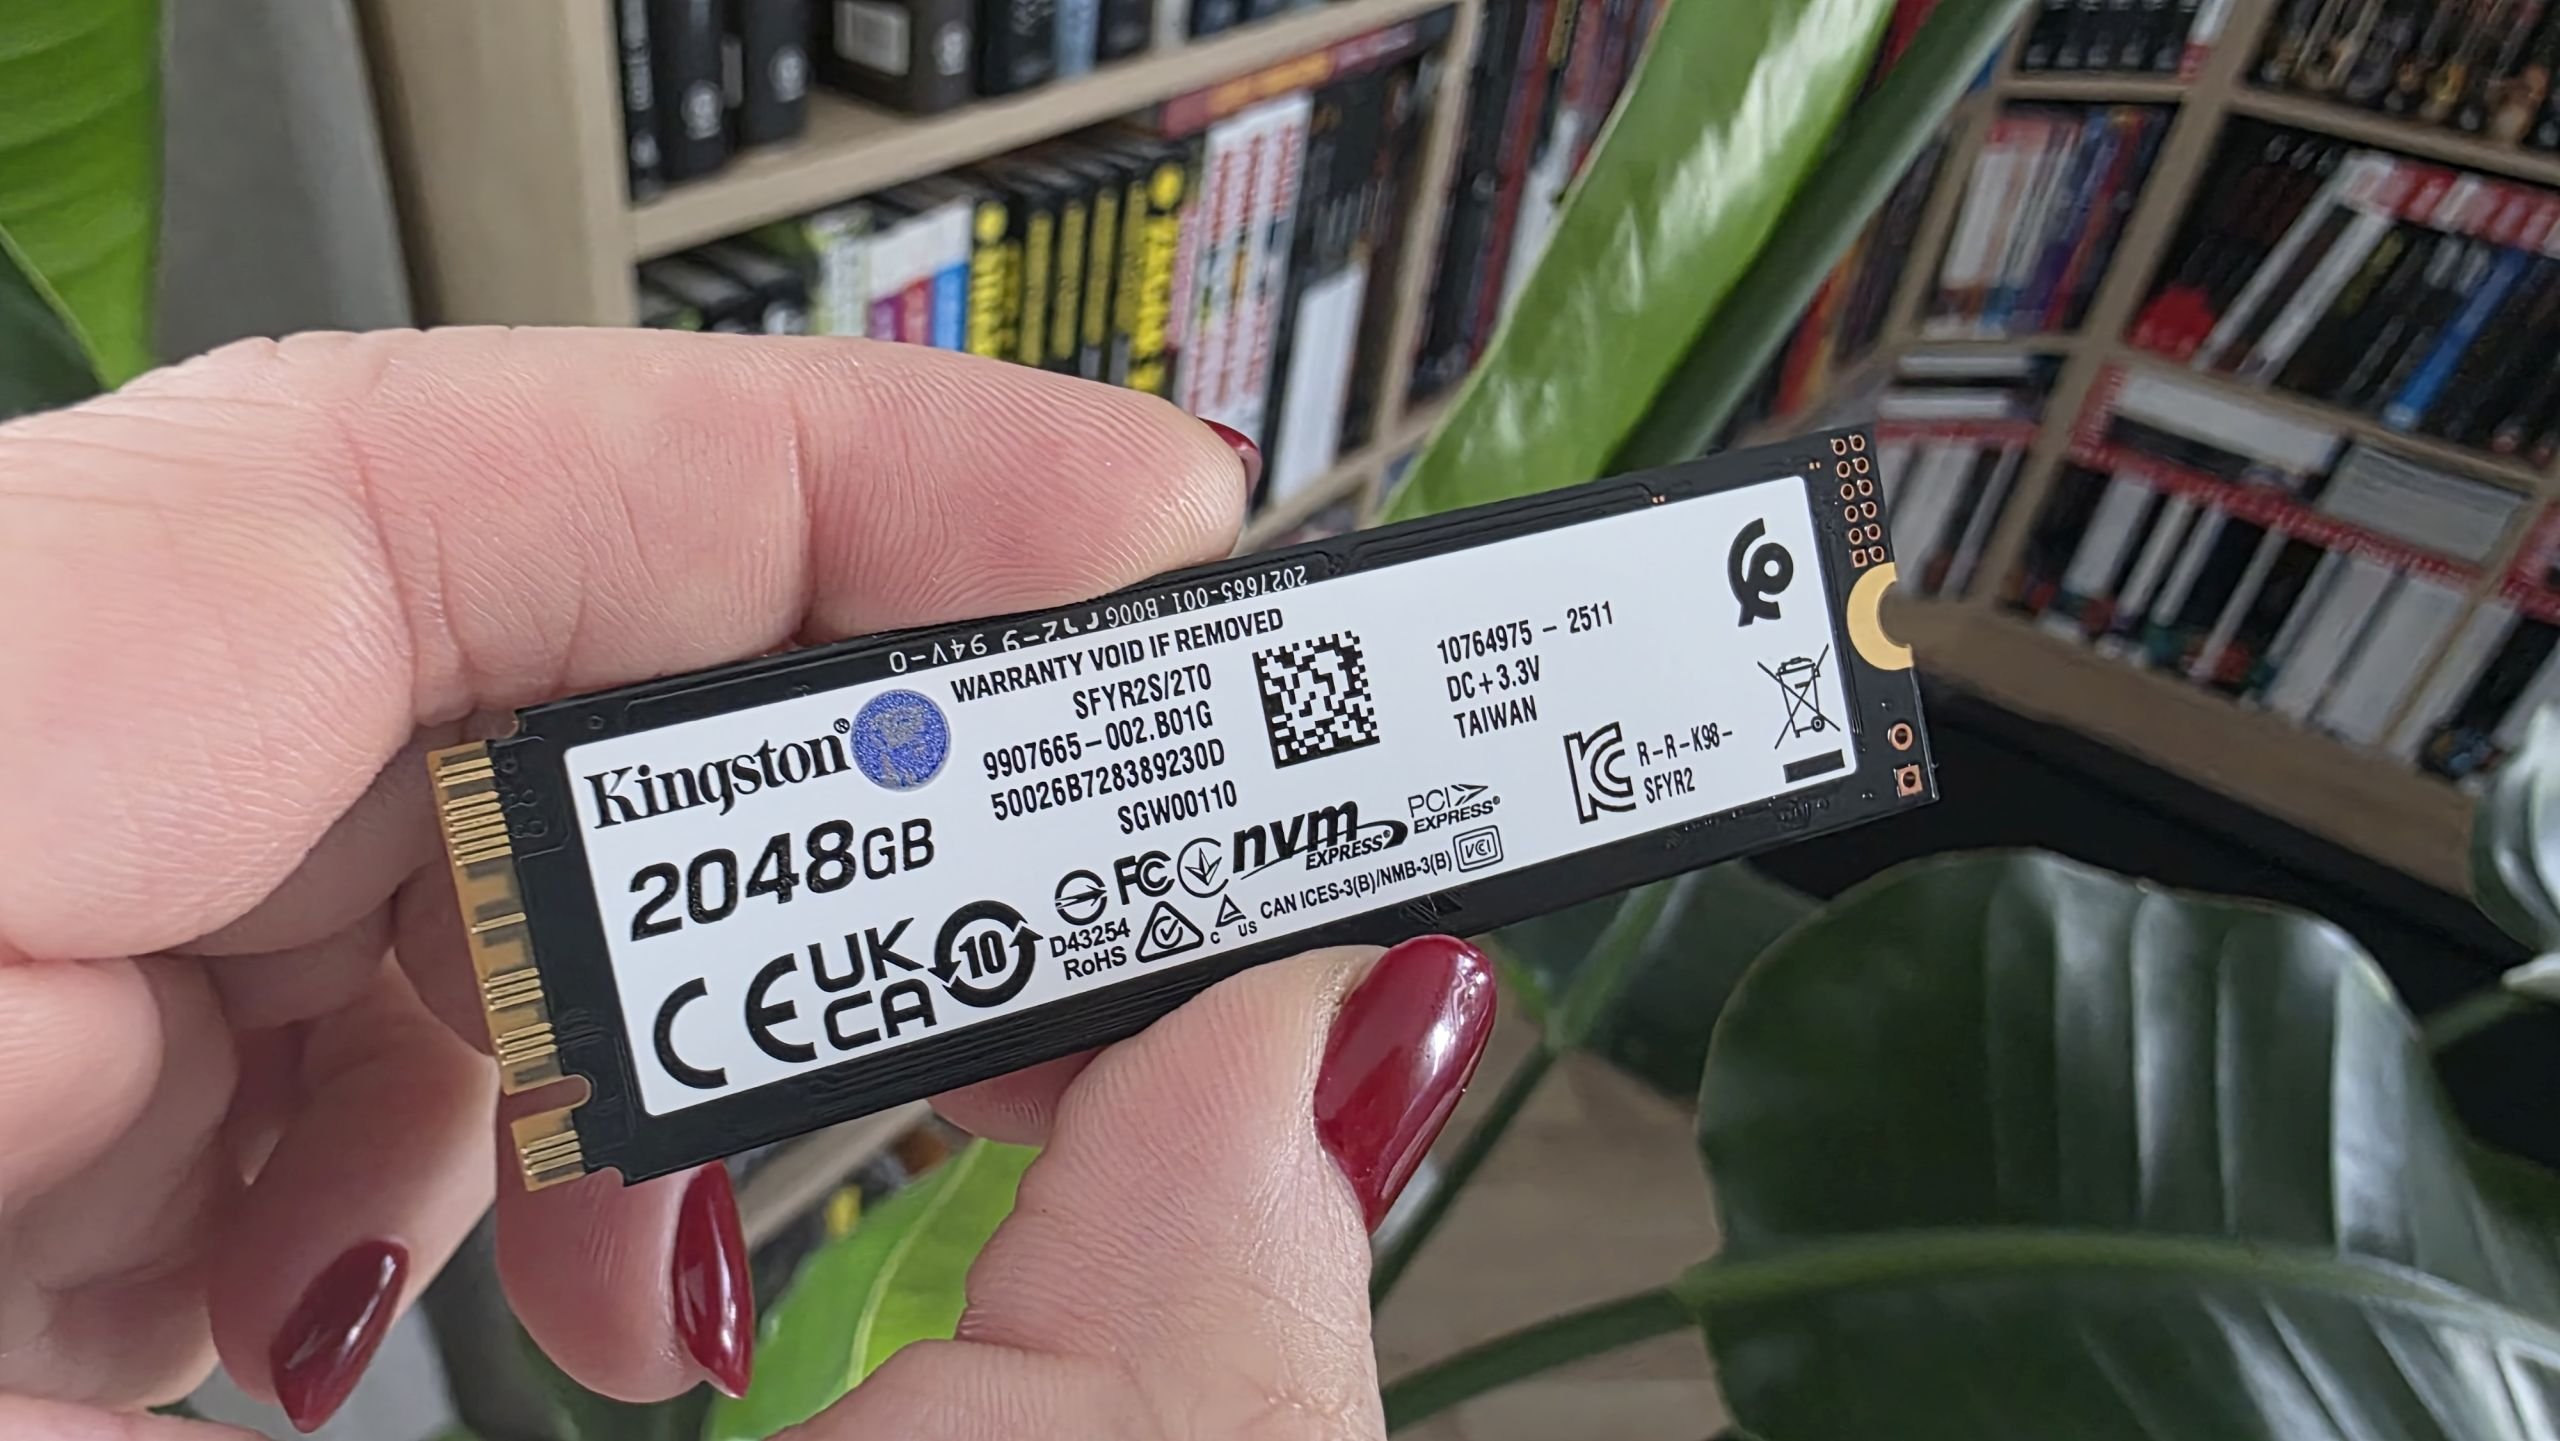 2027665-001.B00G
94V-0
WARRANTY VOID IF REMOVED
Kingston®
SFYR2S/2T0
9907665-002.B01G
50026B728389230D
SGW00110
2048GB
10764975 - 2511
DC+3.3V
TAIWAN
R-R-K98-
SFYR2
CE UK
CA
10
D43254
RoHS
FC
nvm
EXPRESS®
PCI
EXPRESS®
C US
CAN ICES-3(B)/NMB-3(B)
VCI